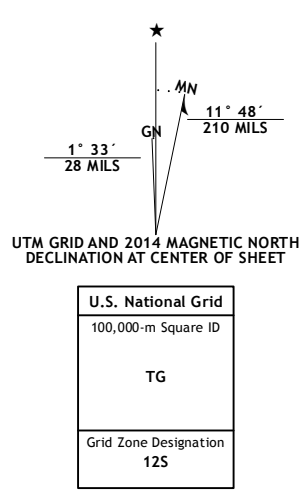 ★
MN
GN
11° 48´
210 MILS
1° 33´
28 MILS
UTM GRID AND 2014 MAGNETIC NORTH
DECLINATION AT CENTER OF SHEET
U.S. National Grid
100,000-m Square ID
TG
Grid Zone Designation
12S